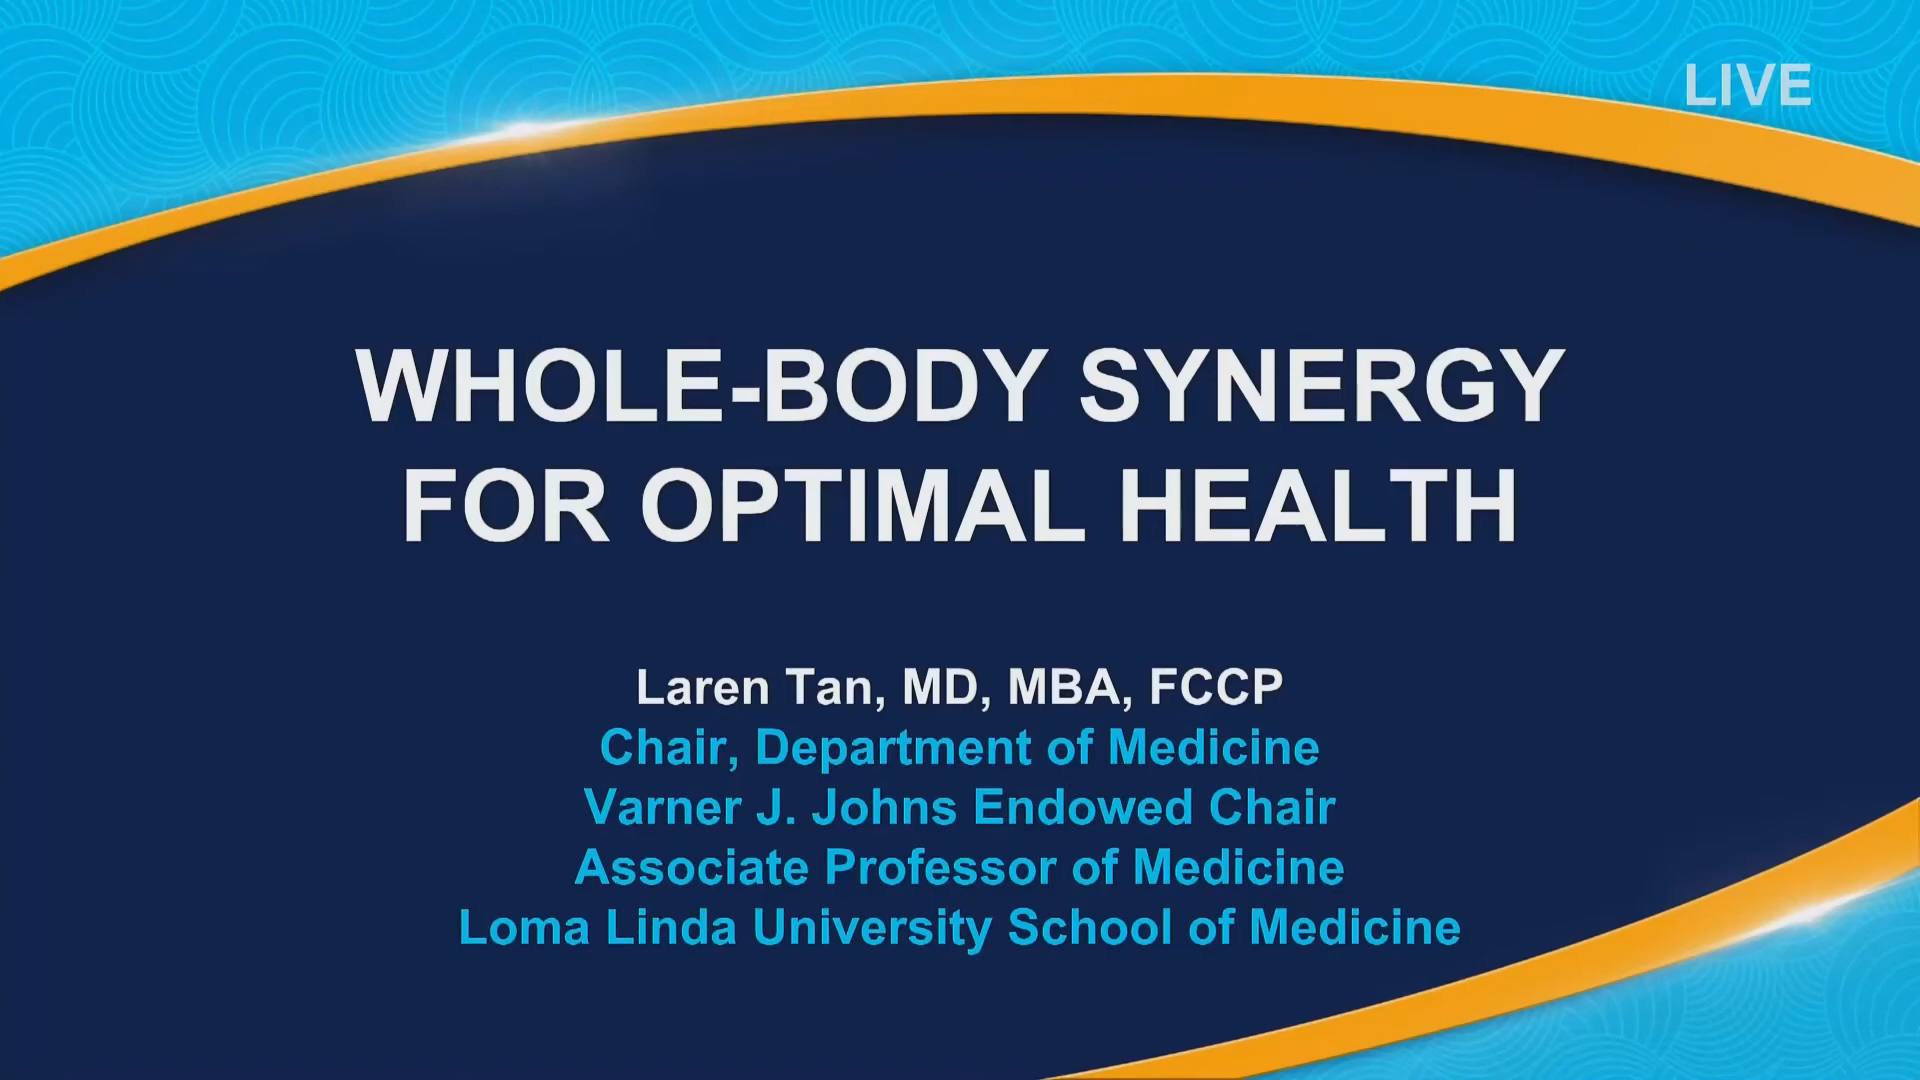 LIVE
WHOLE-BODY SYNERGY
FOR OPTIMAL HEALTH
Laren Tan, MD, MBA, FCCP
Chair, Department of Medicine
Varner J. Johns Endowed Chair
Associate Professor of Medicine
Loma Linda University School of Medicine